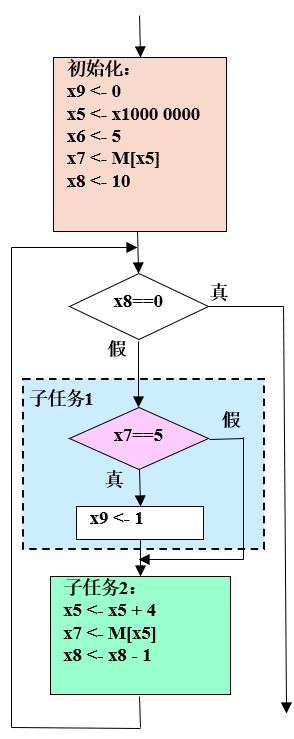 初始化：
x9 <- 0
x5 <- x1000 0000
x6 <- 5
x7 <- M[x5]
x8 <- 10
x8==0
真
假
子任务1
x7==5
假
真
x9 <- 1
子任务2：
x5 <- x5 + 4
x7 <- M[x5]
x8 <- x8 - 1